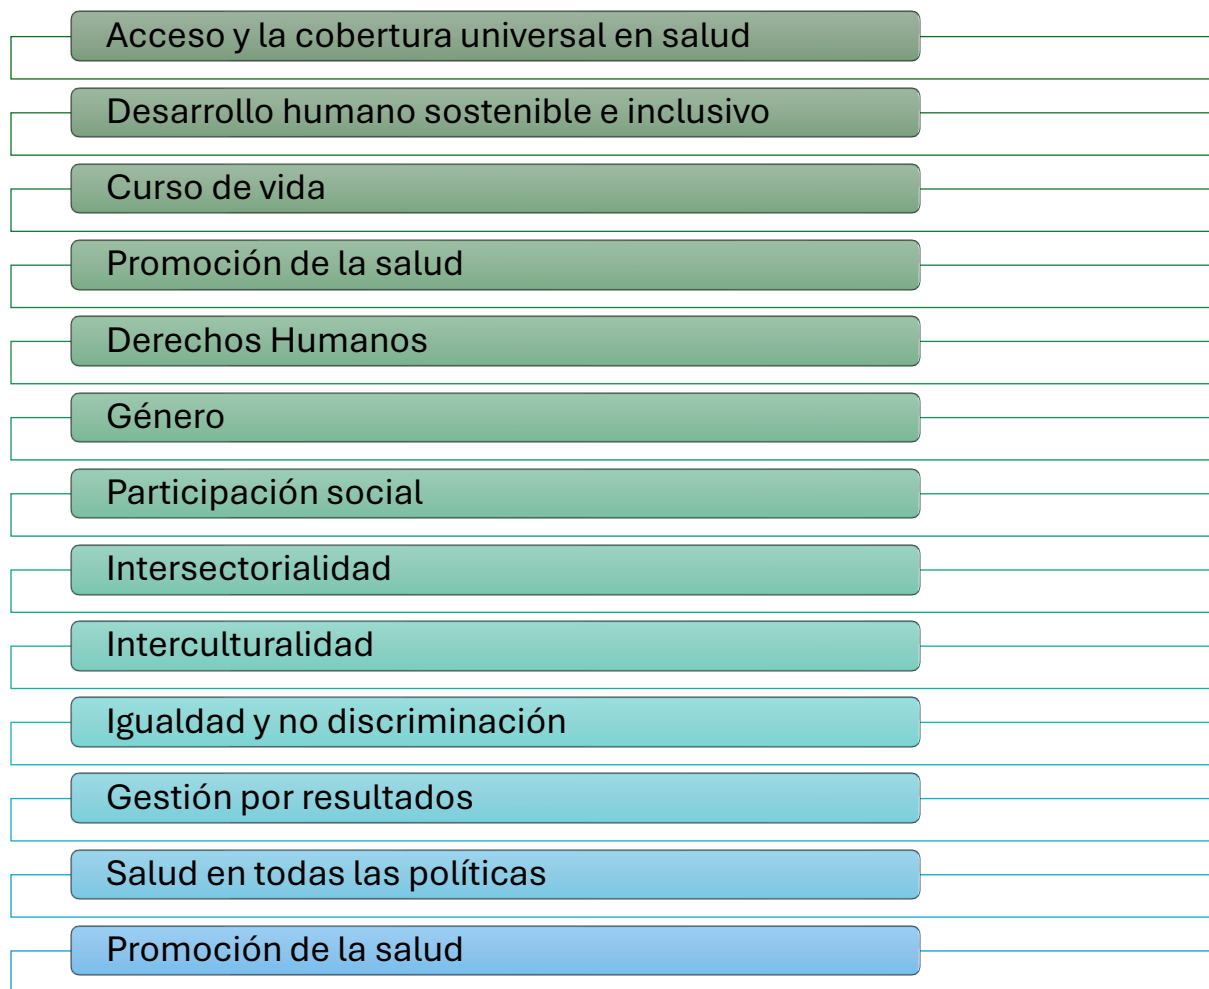 Acceso y la cobertura universal en salud
Desarrollo humano sostenible e inclusivo
Curso de vida
Promoción de la salud
Derechos Humanos
Género
Participación social
Intersectorialidad
Interculturalidad
Igualdad y no discriminación
Gestión por resultados
Salud en todas las políticas
Promoción de la salud